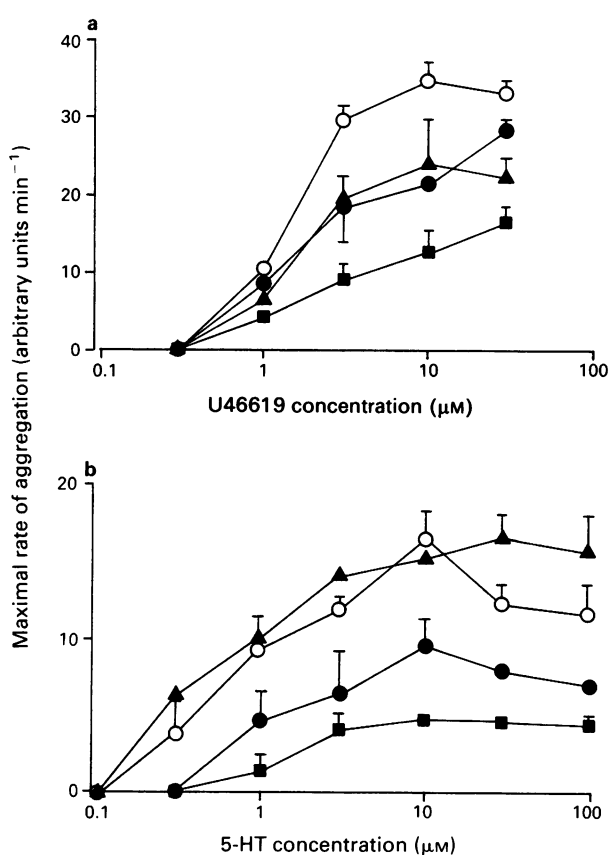 a
40
30
20
10
0
0.1 1 10 100
U46619 concentration (μM)
Maximal rate of aggregation (arbitrary units min⁻¹)
b
20
10
0
0.1 1 10 100
5-HT concentration (μM)